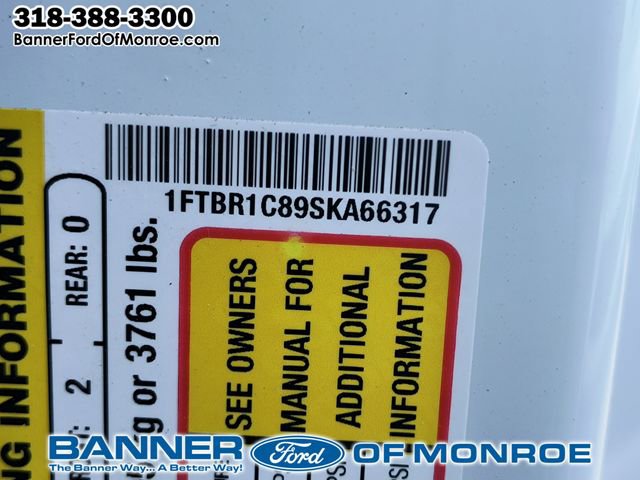 318-388-3300
BannerFordOfMonroe.com
1FTBR1C89SKA66317
NG INFORMATION
REAR: 0
: 2
g or 3761 lbs.
SEE OWNERS
MANUAL FOR
ADDITIONAL
INFORMATION
BANNER Ford OF MONROE
The Banner Way... A Better Way!